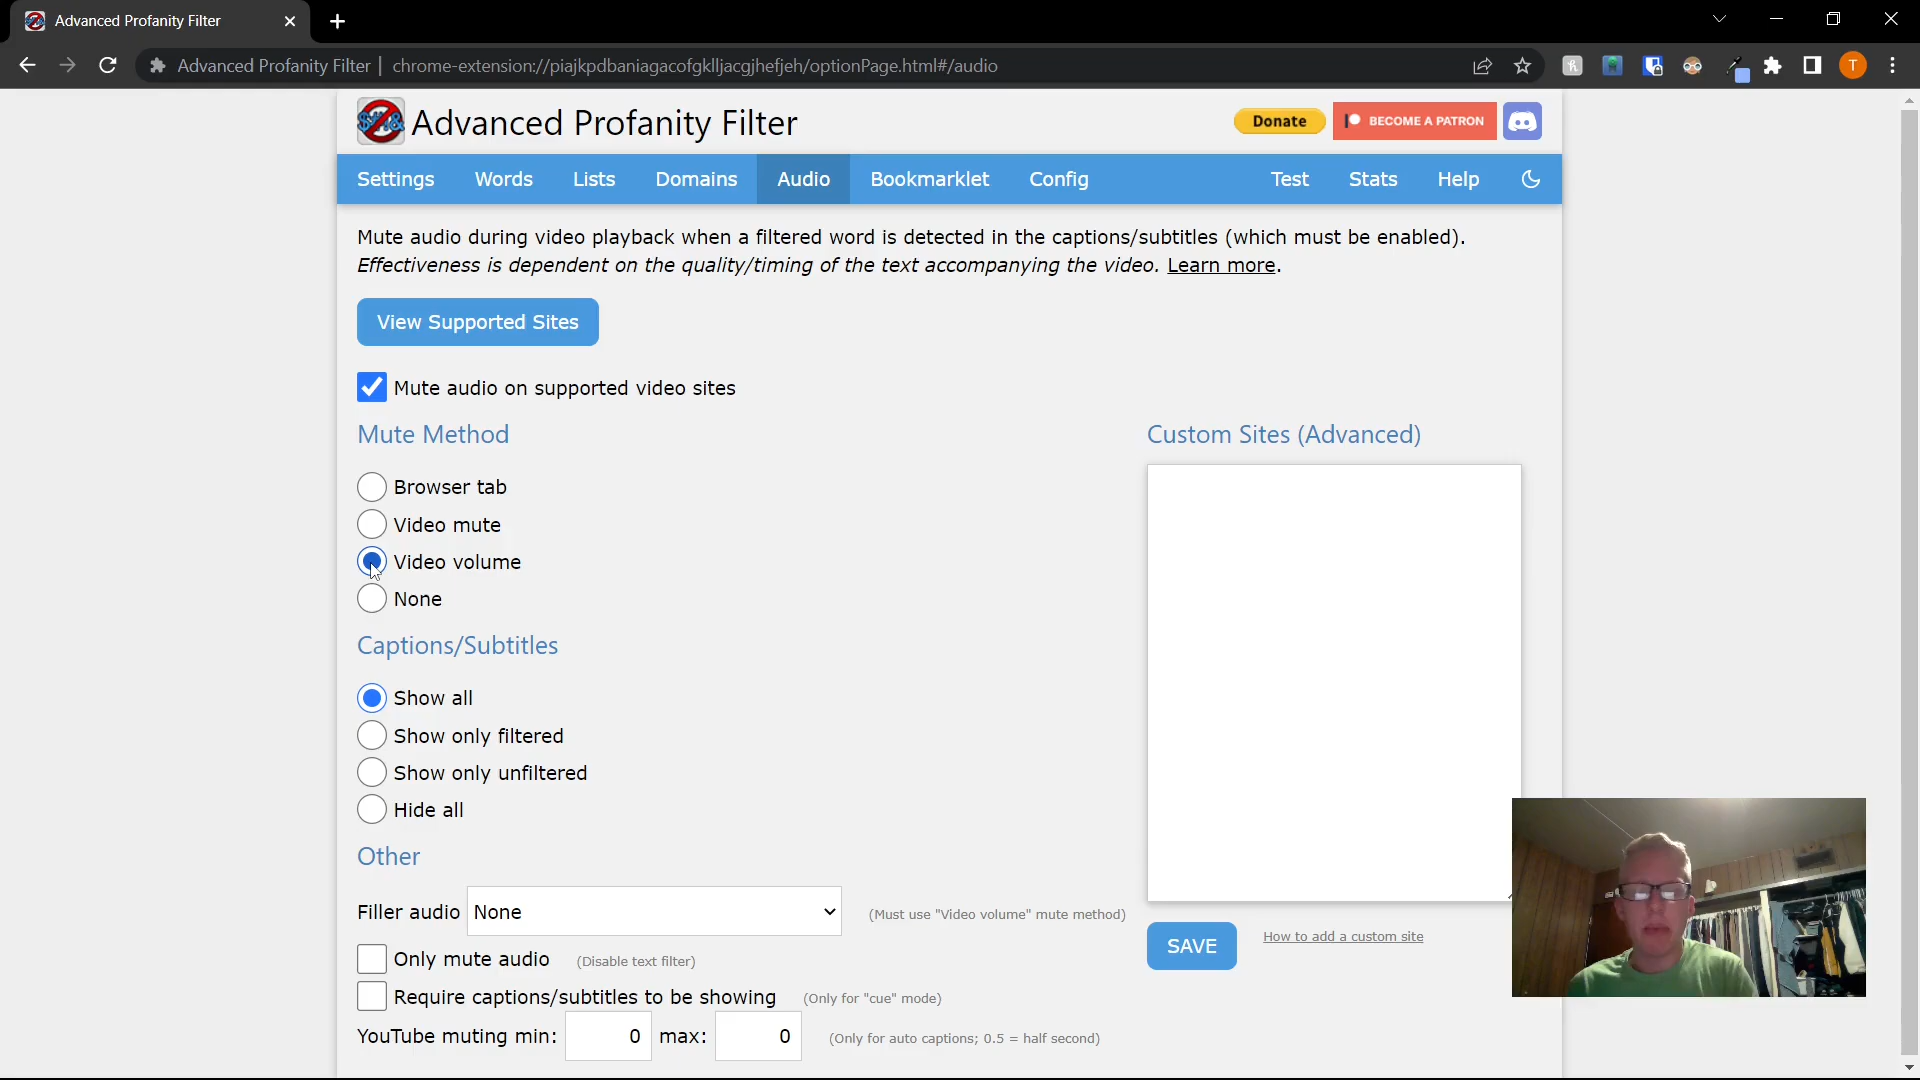 Advanced Profanity Filter
Advanced Profanity Filter | chrome-extension://piajkpdbaniagacofgklljacgjhefjeh/optionPage.html#/audio
T
Advanced Profanity Filter
Donate
BECOME A PATRON
Settings Words Lists Domains Audio Bookmarklet Config Test Stats Help
Mute audio during video playback when a filtered word is detected in the captions/subtitles (which must be enabled).
Effectiveness is dependent on the quality/timing of the text accompanying the video. Learn more.
View Supported Sites
Mute audio on supported video sites
Mute Method
Browser tab
Video mute
Video volume
None
Captions/Subtitles
Show all
Show only filtered
Show only unfiltered
Hide all
Other
Filler audio None (Must use "Video volume" mute method)
Only mute audio (Disable text filter)
Require captions/subtitles to be showing (Only for "cue" mode)
YouTube muting min: 0 max: 0 (Only for auto captions; 0.5 = half second)
Custom Sites (Advanced)
SAVE How to add a custom site